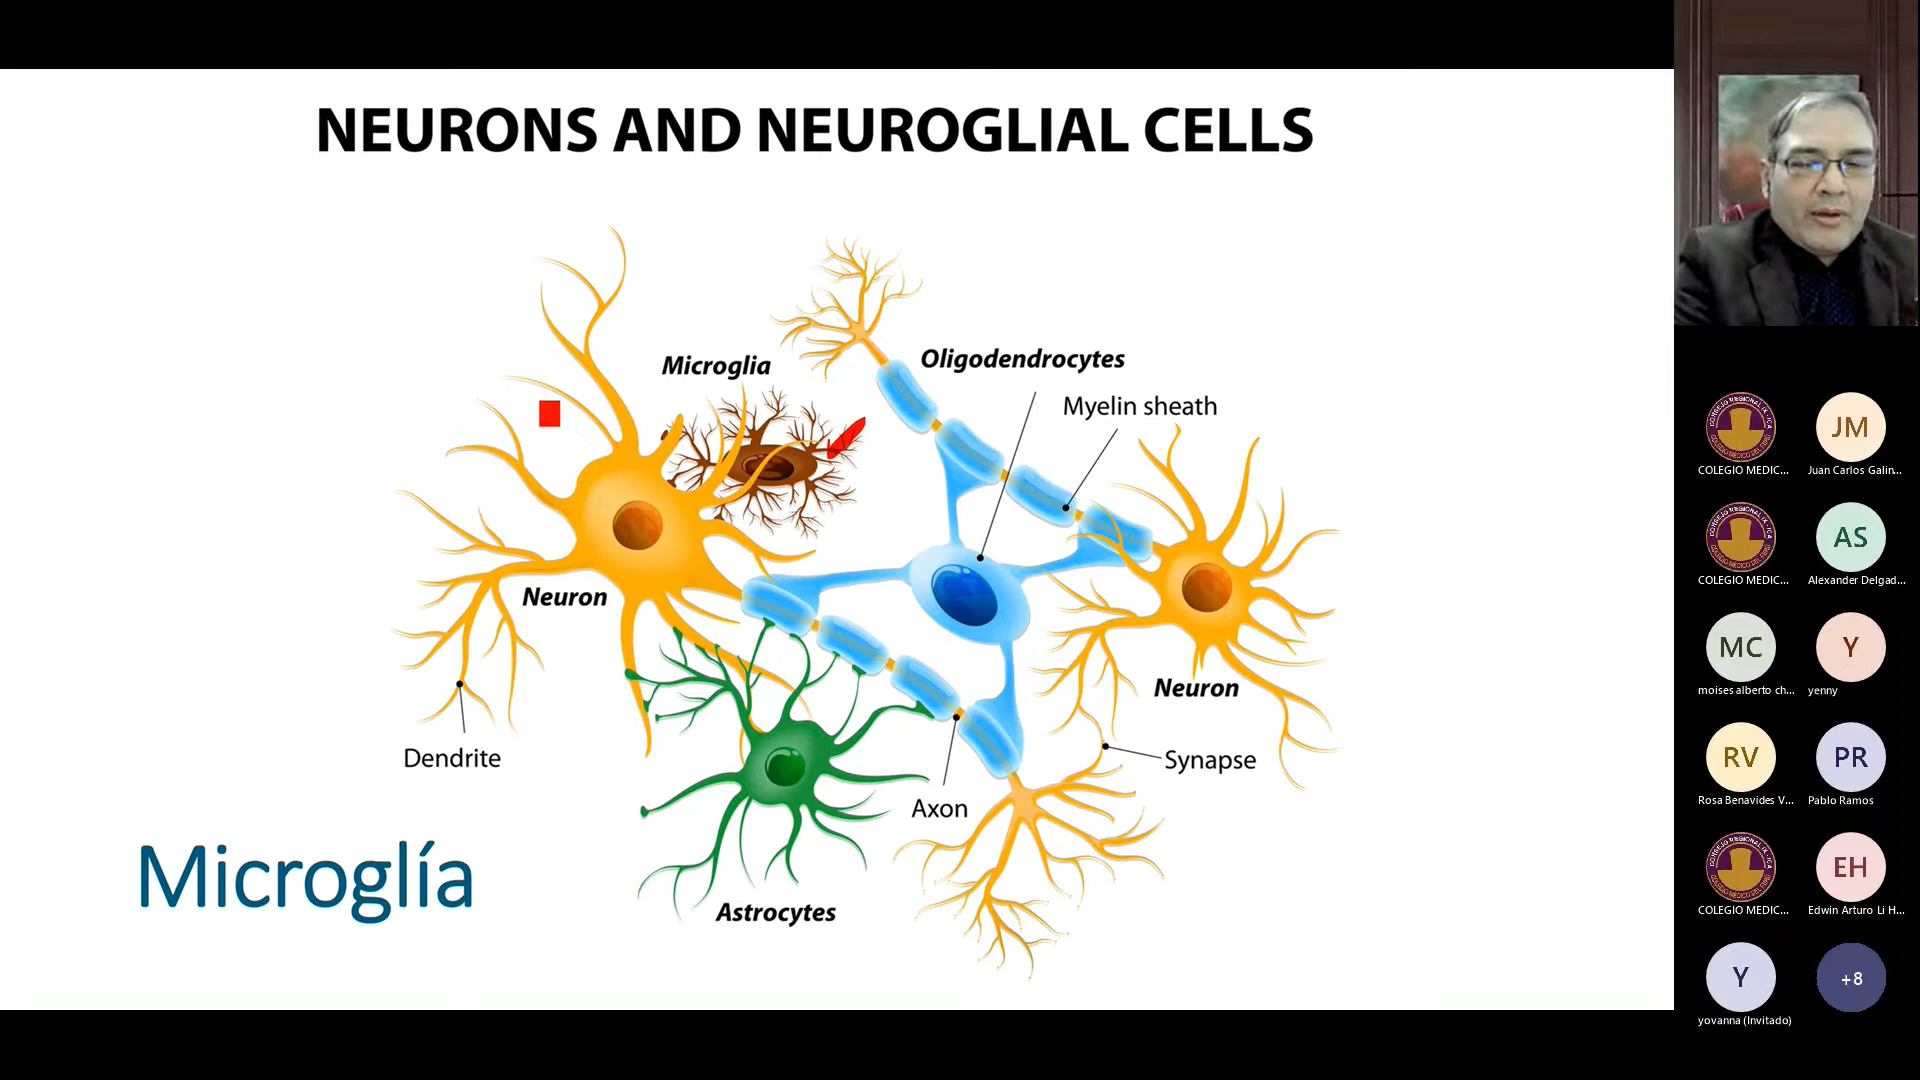 NEURONS AND NEUROGLIAL CELLS
Microglia
Oligodendrocytes
Myelin sheath
Neuron
Neuron
Dendrite
Synapse
Axon
Astrocytes
Microglía
JM
COLEGIO MEDIC...
Juan Carlos Galin...
AS
COLEGIO MEDIC...
Alexander Delgad...
MC
Y
moises alberto ch...
yenny
RV
PR
Rosa Benavides V...
Pablo Ramos
EH
COLEGIO MEDIC...
Edwin Arturo Li H...
Y
+8
yovanna (Invitado)